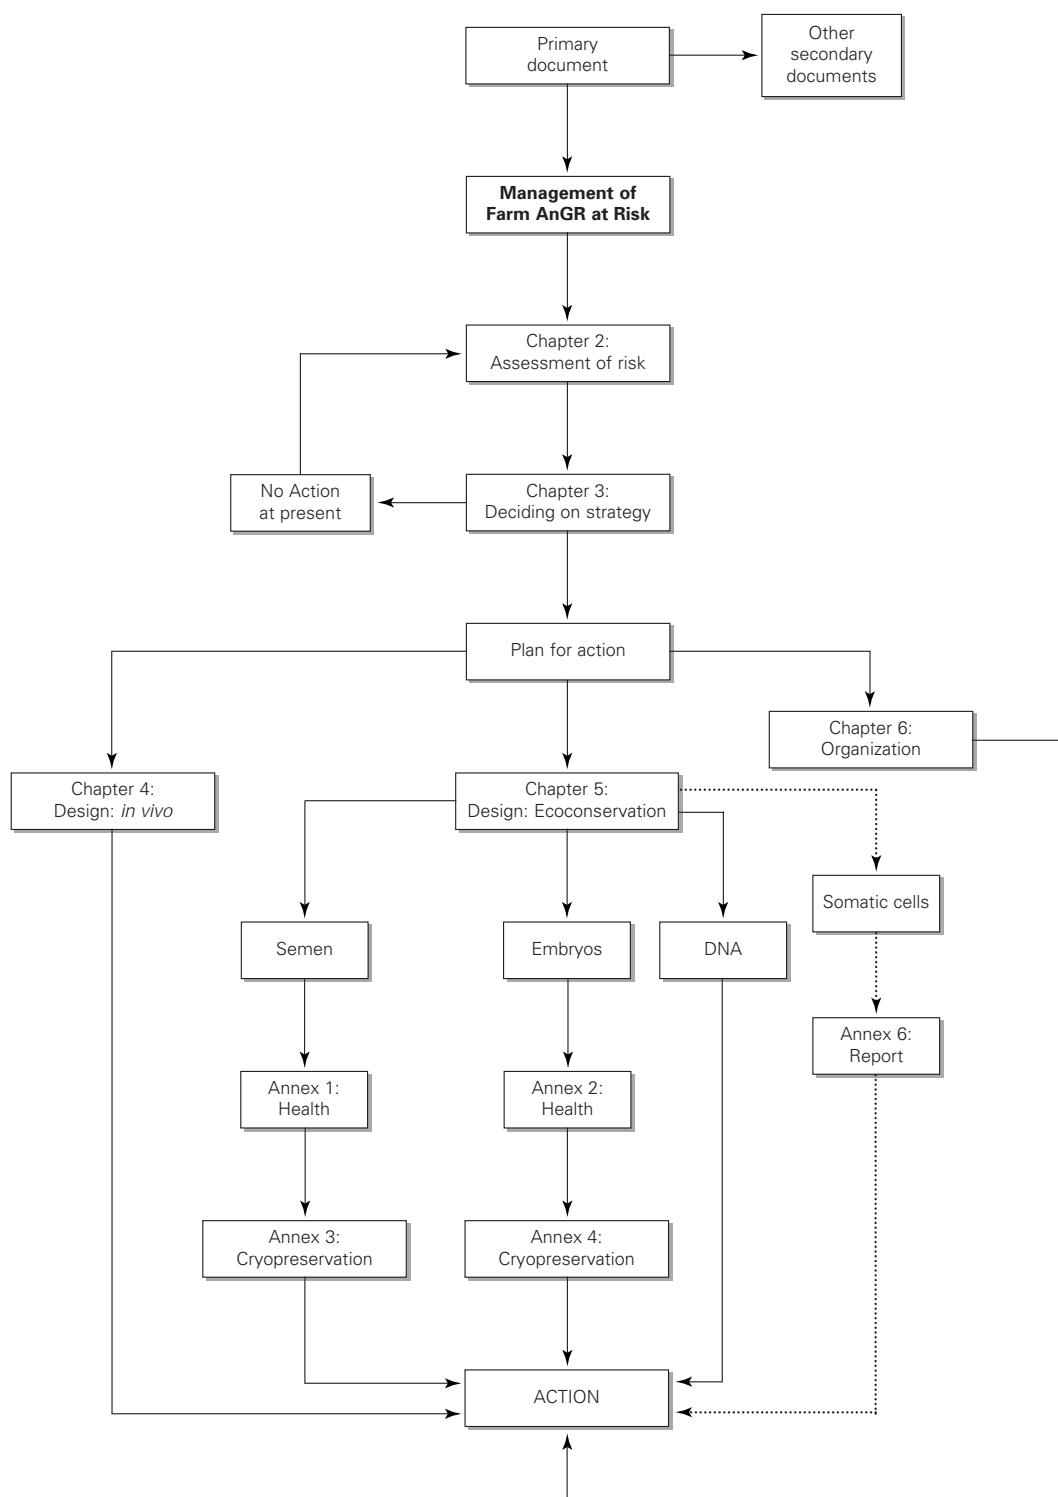 Primary
document
Other
secondary
documents
Management of
Farm AnGR at Risk
Chapter 2:
Assessment of risk
No Action
at present
Chapter 3:
Deciding on strategy
Plan for action
Chapter 6:
Organization
Chapter 4:
Design: in vivo
Chapter 5:
Design: Ecoconservation
Somatic cells
Semen
Embryos
DNA
Annex 6:
Report
Annex 1:
Health
Annex 2:
Health
Annex 3:
Cryopreservation
Annex 4:
Cryopreservation
ACTION